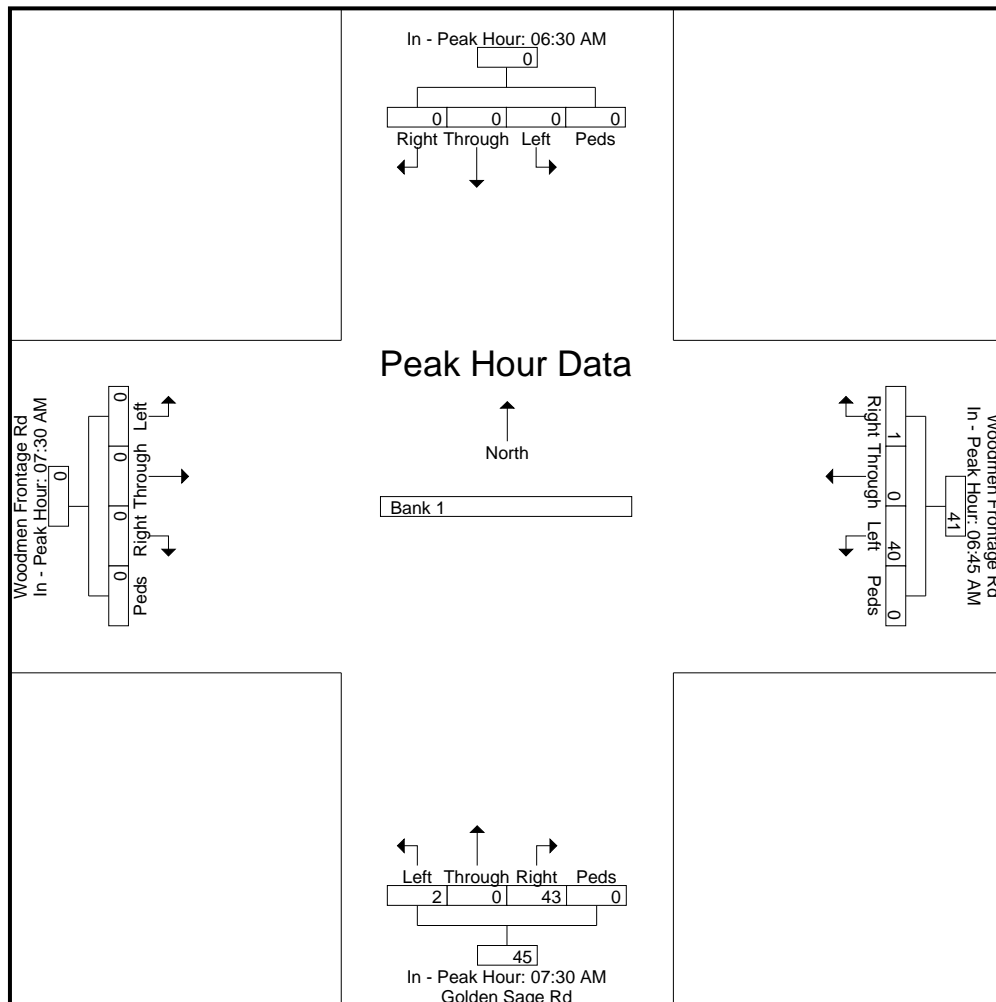 In - Peak Hour: 06:30 AM
0
0 0 0 0
Right Through Left Peds
Peak Hour Data
North
Bank 1
Woodmen Frontage Rd
In - Peak Hour: 07:30 AM
0
0 0 0 0
Left Through Right Peds
Woodmen Frontage Rd
In - Peak Hour: 06:45 AM
41
1 0 40 0
Right Through Left Peds
Left Through Right Peds
2 0 43 0
45
In - Peak Hour: 07:30 AM
Golden Sage Rd